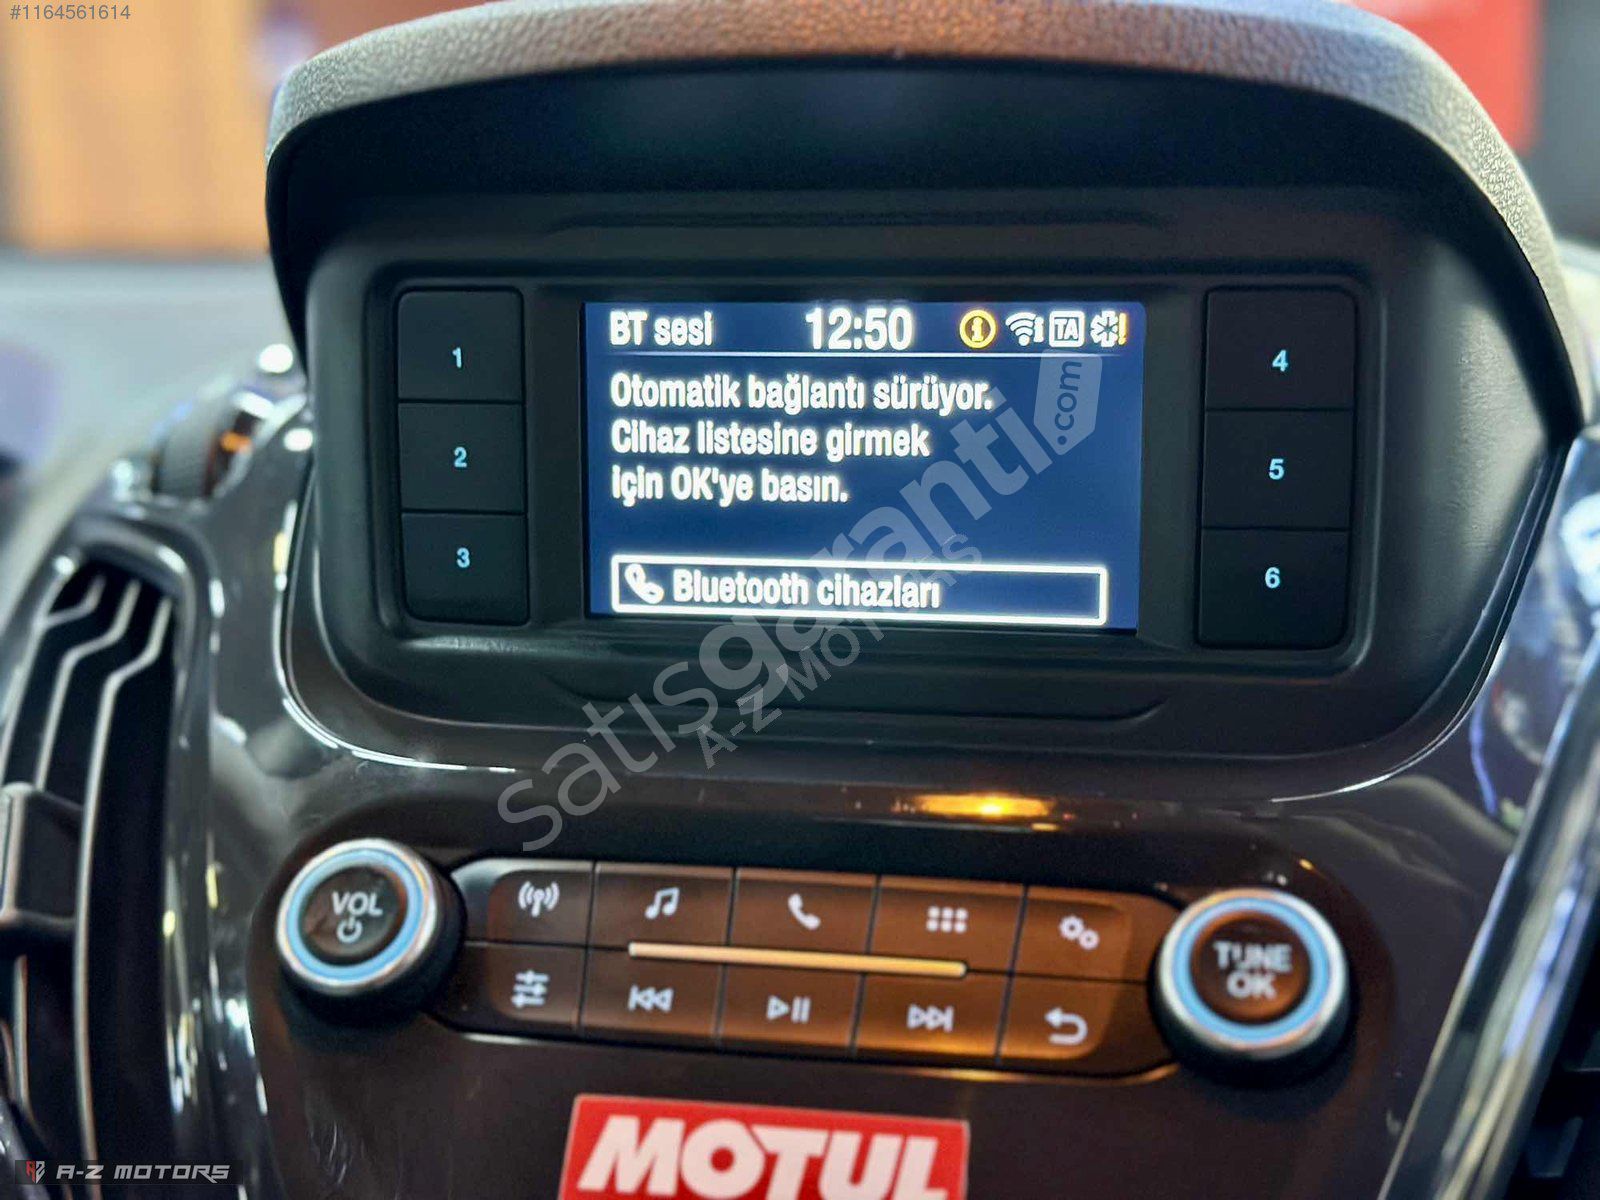 #1164561614
BT sesi 12:50 TA
Otomatik bağlantı sürüyor.
Cihaz listesine girmek
için OK'ye basın.
Bluetooth cihazları
1
2
3
4
5
6
satışgaranti.com
A-Z MOTORS
VOL
TUNE
OK
MOTUL
A-Z MOTORS